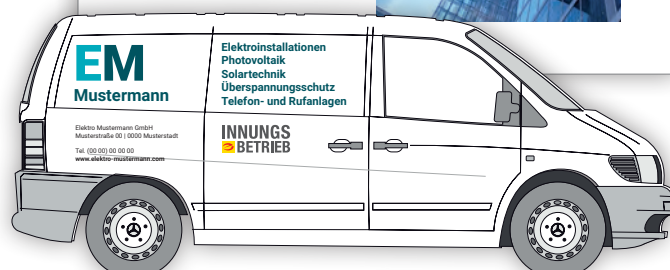 EM
Mustermann
Elektroinstallationen
Photovoltaik
Solartechnik
Überspannungsschutz
Telefon- und Rufanlagen
Elektro Mustermann GmbH
Musterstraße 00 | 0000 Musterstadt
Tel. (00 00) 00 00 00
www.elektro-mustermann.com
INNUNGS
BETRIEB